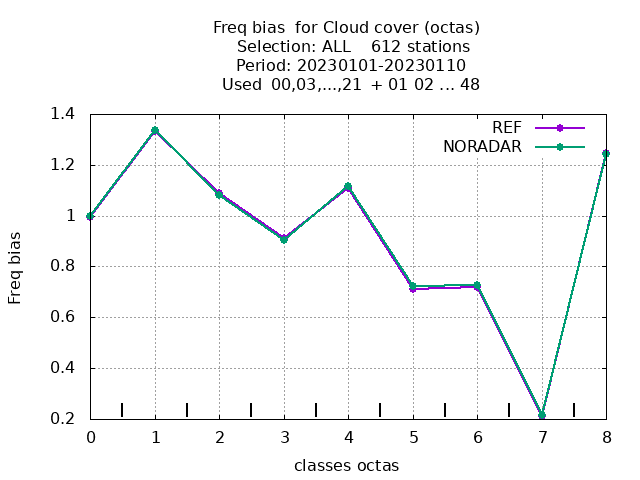 Freq bias  for Cloud cover (octas)
Selection: ALL    612 stations
Period: 20230101-20230110
Used  00,03,...,21  + 01 02 ... 48
REF
NORADAR
1.4
1.2
1
0.8
0.6
0.4
0.2
Freq bias
0 1 2 3 4 5 6 7 8
classes octas